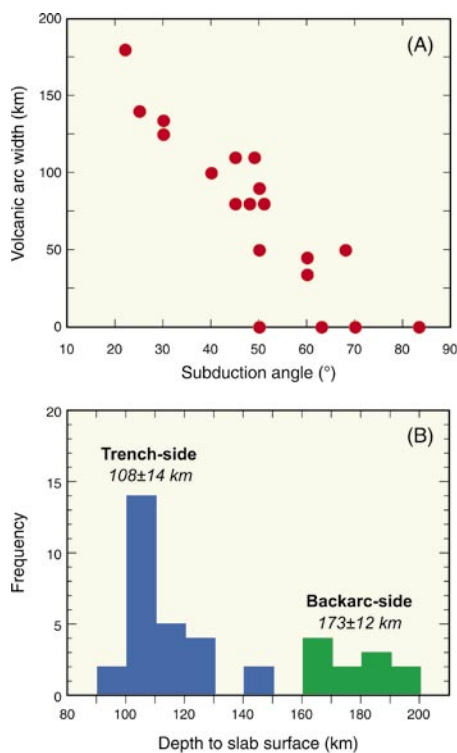 200
(A)
150
100
50
0
Volcanic arc width (km)
10 20 30 40 50 60 70 80 90
Subduction angle (°)
20
(B)
Trench-side
108±14 km
15
10
Backarc-side
173±12 km
5
0
Frequency
80 100 120 140 160 180 200
Depth to slab surface (km)